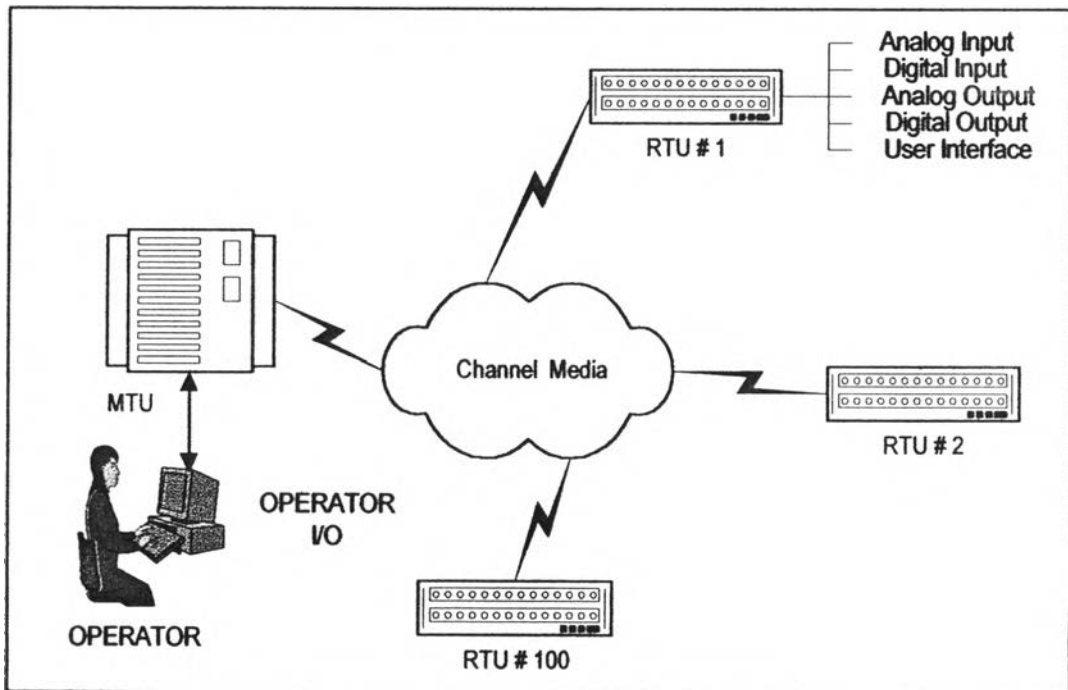 Analog Input
Digital Input
Analog Output
Digital Output
User Interface
RTU # 1
Channel Media
MTU
RTU # 2
OPERATOR
I/O
OPERATOR
RTU # 100